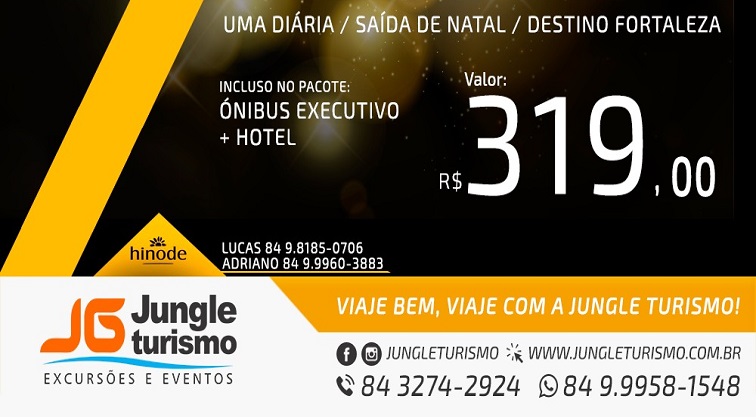 UMA DIÁRIA / SAÍDA DE NATAL / DESTINO FORTALEZA
INCLUSO NO PACOTE:
ÓNIBUS EXECUTIVO
+ HOTEL
Valor:
R$ 319,00
hinode
LUCAS 84 9.8185-0706
ADRIANO 84 9.9960-3883
JG Jungle
turismo
EXCURSÕES E EVENTOS
VIAJE BEM, VIAJE COM A JUNGLE TURISMO!
JUNGLETURISMO WWW.JUNGLETURISMO.COM.BR
84 3274-2924 84 9.9958-1548